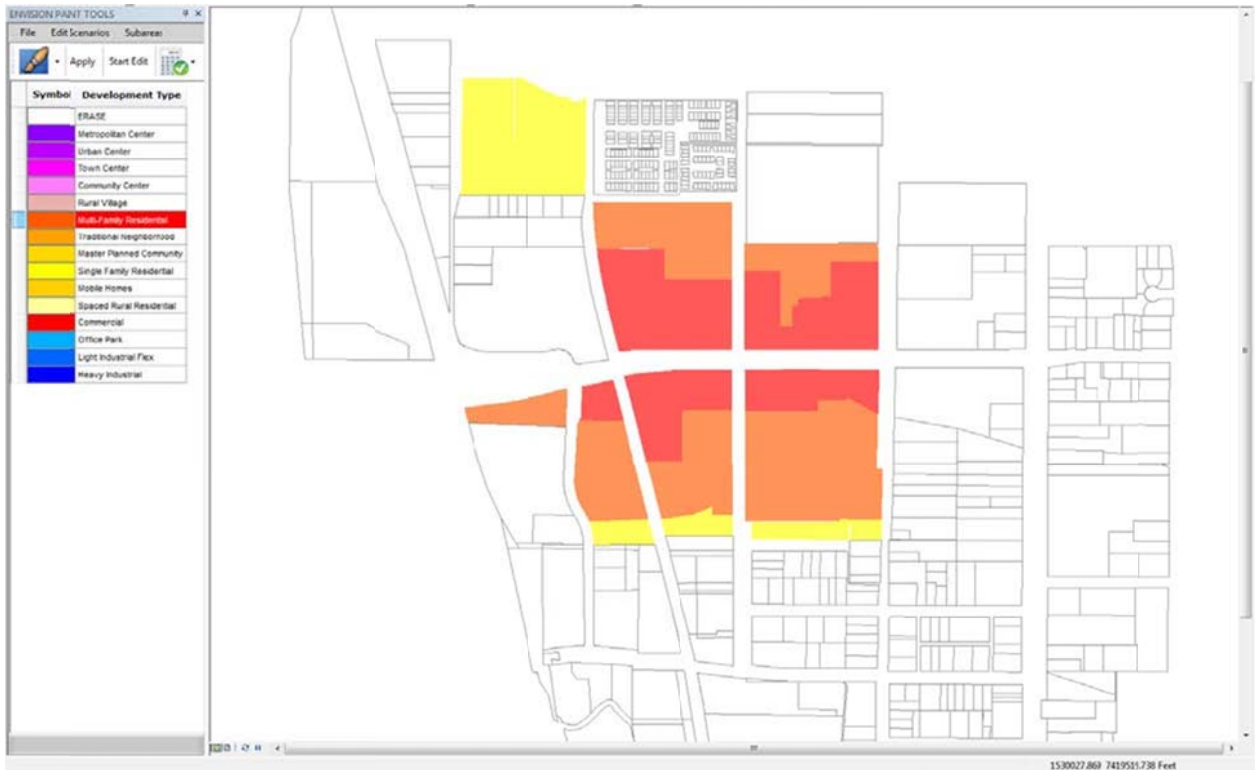 ENVISION PAINT TOOLS
File Edit Scenarios Subareas
Apply Start Edit
Symbol Development Type
ERASE
Metropolitan Center
Urban Center
Town Center
Community Center
Rural Village
Multi-Family Residential
Traditional Neighborhood
Master Planned Community
Single Family Residential
Mobile Homes
Spaced Rural Residential
Commercial
Office Park
Light Industrial Flex
Heavy Industrial
1530027.869 7419515.738 Feet